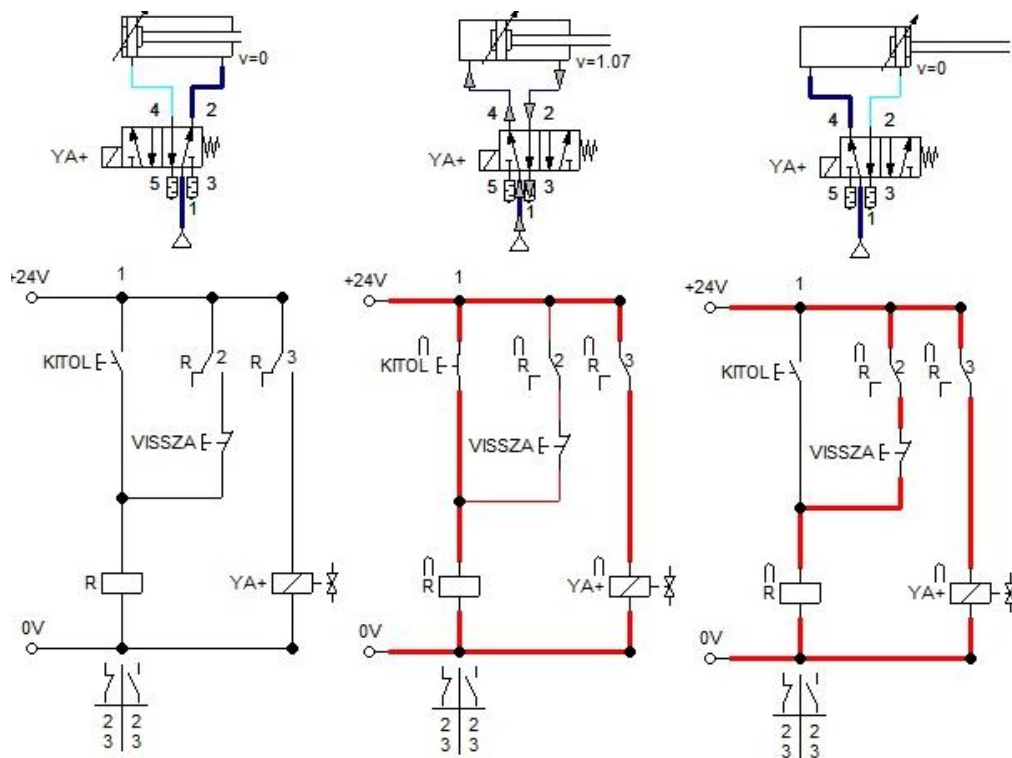 v=0
4 2
YA+
5 3
1
+24V
1
KITOL
R 2
R 3
VISSZA
R
YA+
0V
2 2
3 3
v=1.07
4 2
YA+
5 3
1
+24V
1
KITOL
R 2
R 3
VISSZA
R
YA+
0V
2 2
3 3
v=0
4 2
YA+
5 3
1
+24V
1
KITOL
R 2
R 3
VISSZA
R
YA+
0V
2 2
3 3